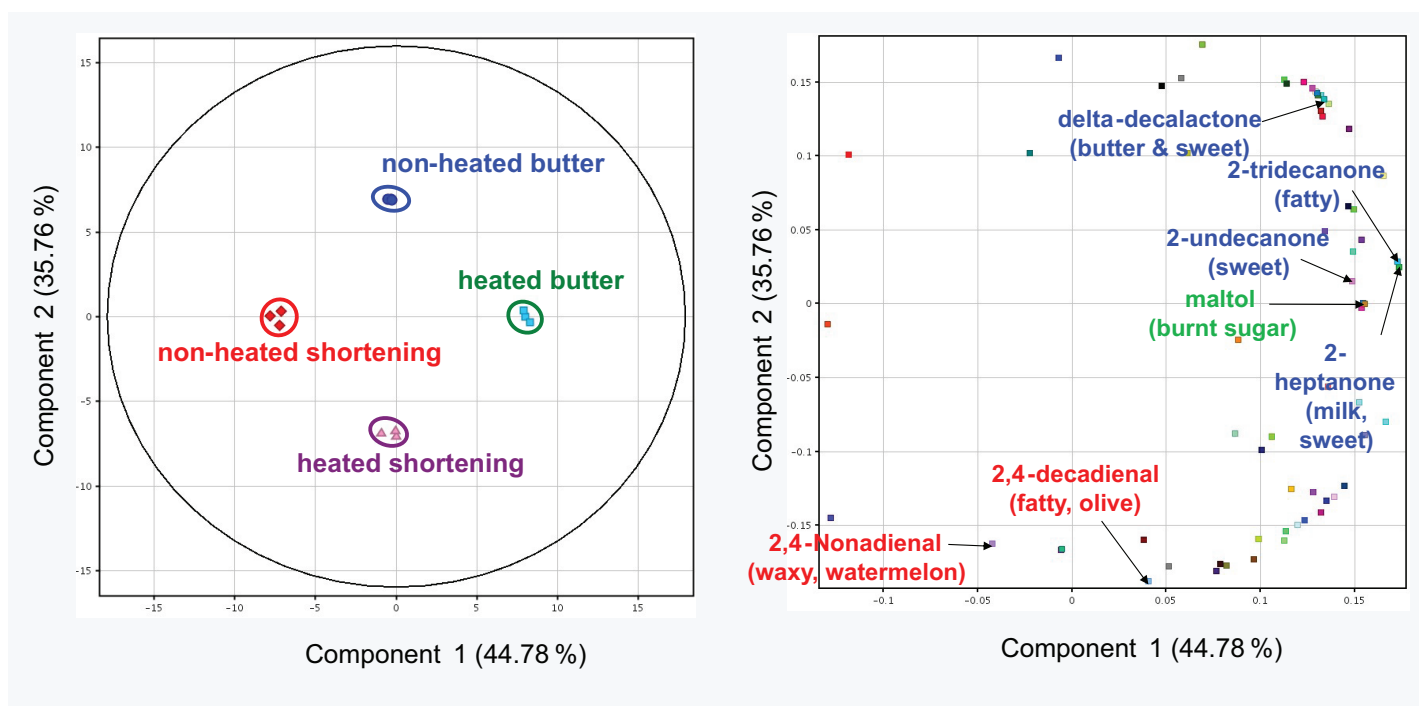 15
10
5
0
-5
-10
-15
-15
-10
-5
0
5
10
15
non-heated butter
heated butter
non-heated shortening
heated shortening
Component 2 (35.76 %)
Component 1 (44.78 %)
0.15
0.1
0.05
0
-0.05
-0.1
-0.15
-0.1
-0.05
0
0.05
0.1
0.15
delta-decalactone
(butter & sweet)
2-tridecanone
(fatty)
2-undecanone
(sweet)
maltol
(burnt sugar)
2-
heptanone
(milk,
sweet)
2,4-decadienal
(fatty, olive)
2,4-Nonadienal
(waxy, watermelon)
Component 2 (35.76 %)
Component 1 (44.78 %)